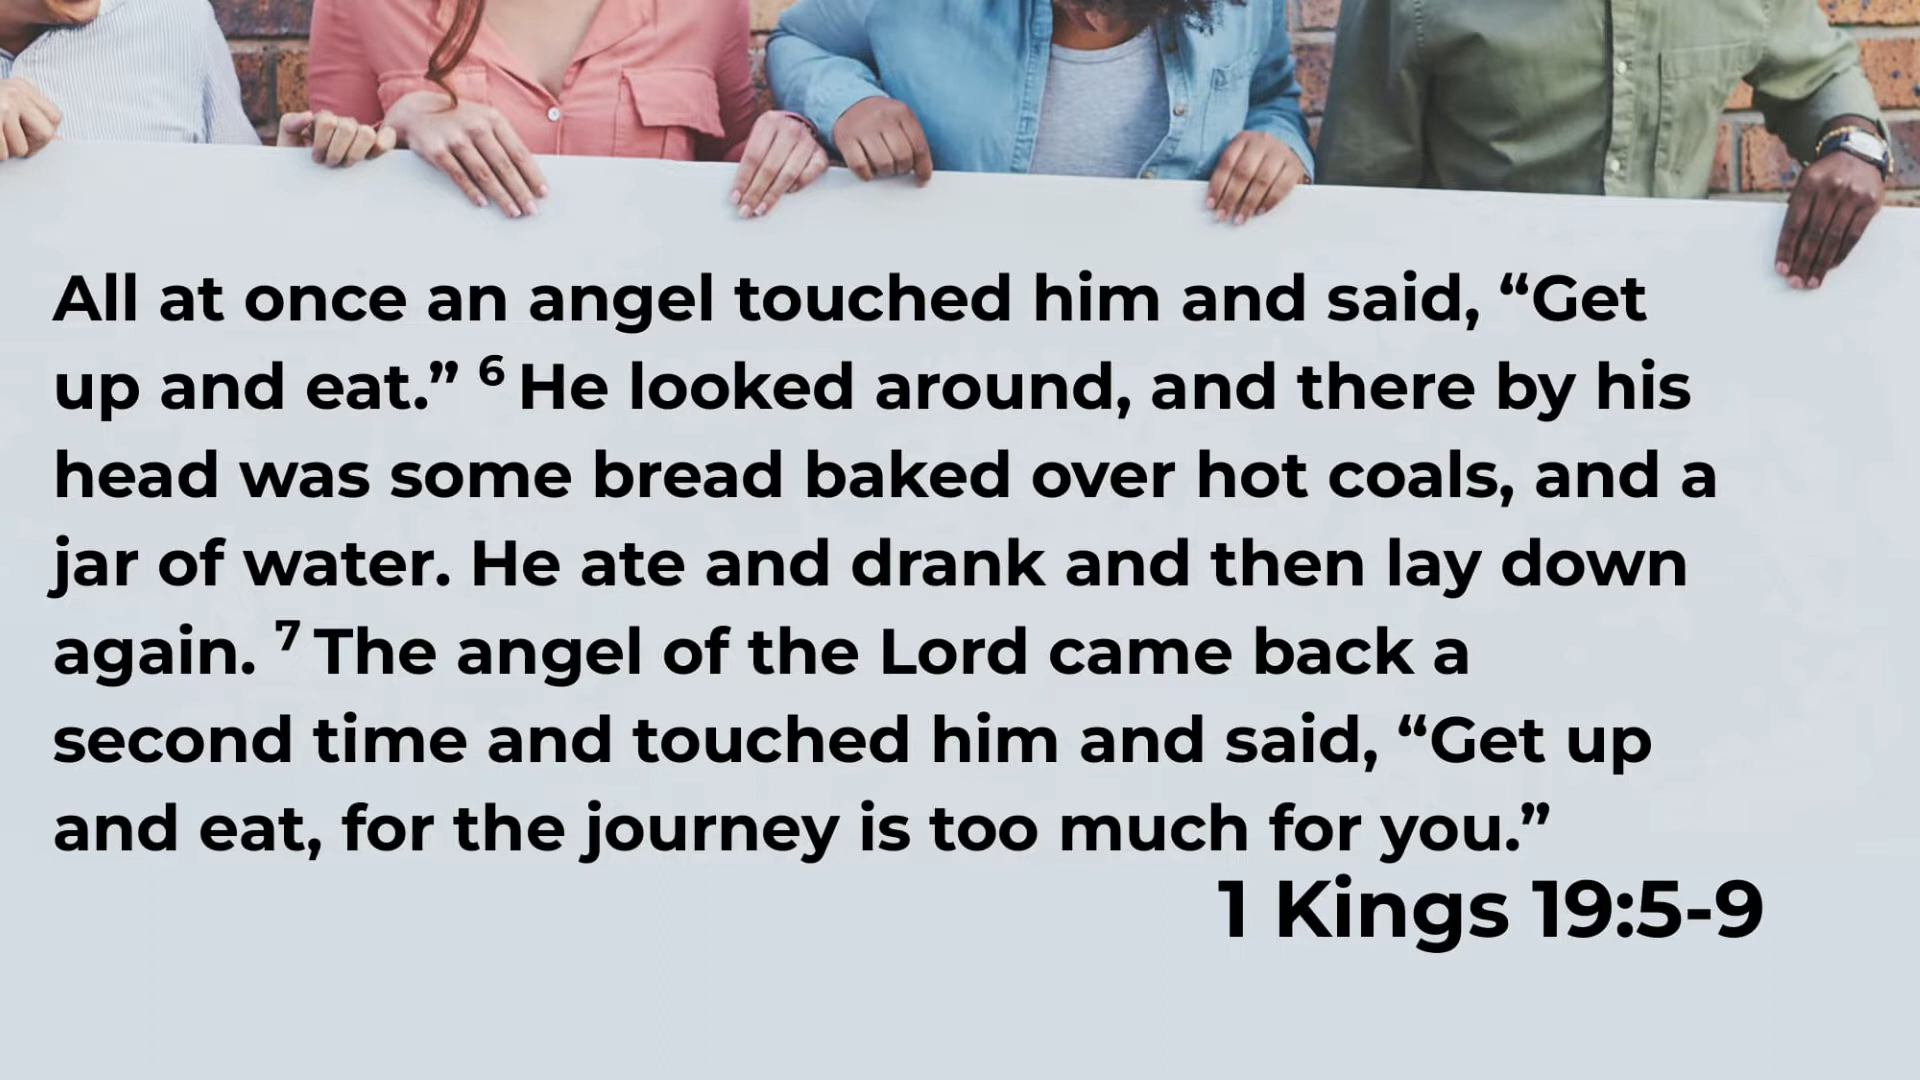 All at once an angel touched him and said, “Get
up and eat.” ⁶ He looked around, and there by his
head was some bread baked over hot coals, and a
jar of water. He ate and drank and then lay down
again. ⁷ The angel of the Lord came back a
second time and touched him and said, “Get up
and eat, for the journey is too much for you.”
1 Kings 19:5-9